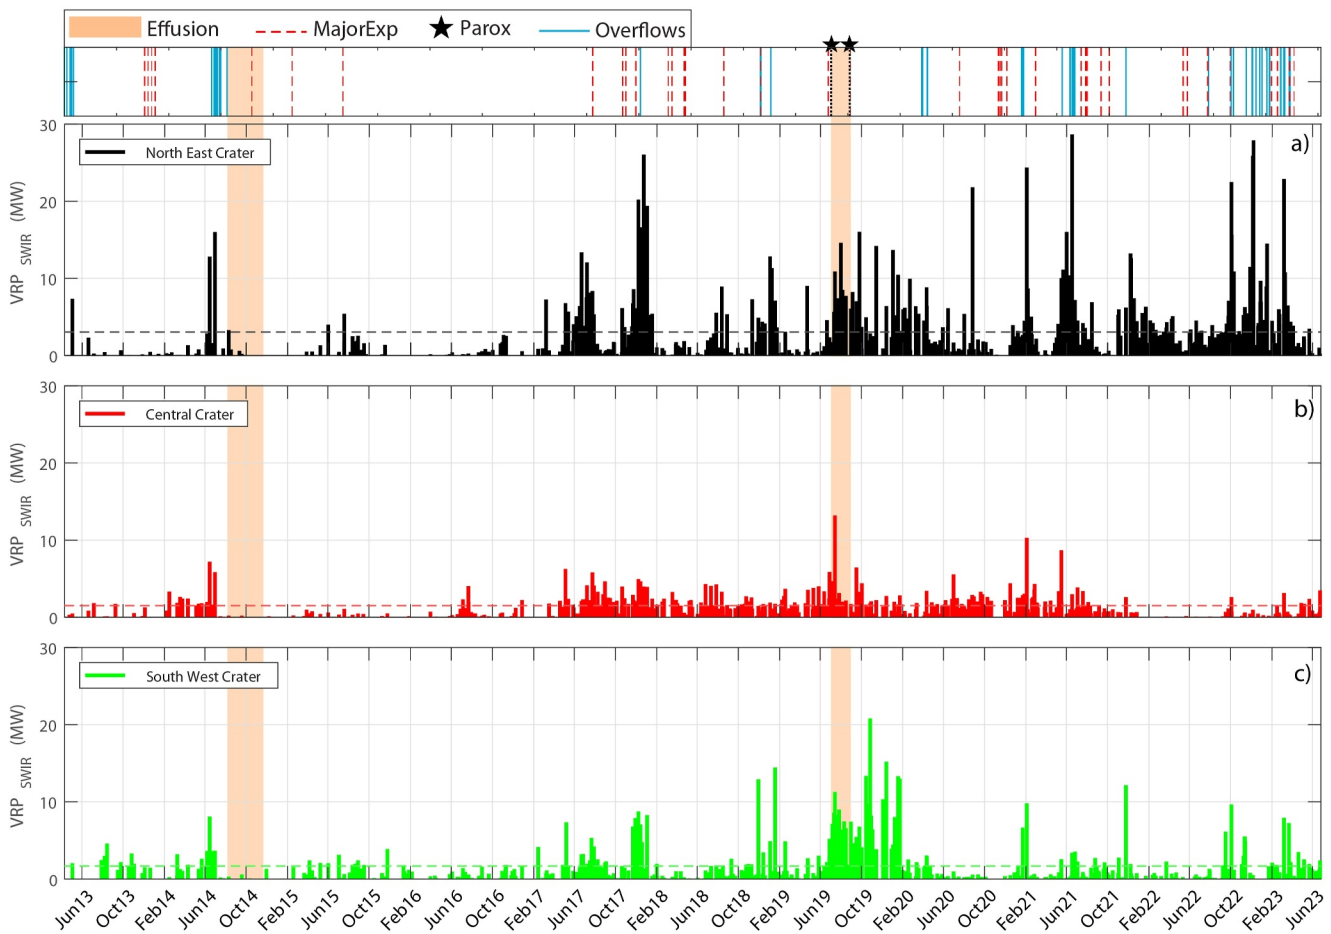 Effusion MajorExp Parox Overflows
30
20
10
0
VRP SWIR (MW)
North East Crater
a)
30
20
10
0
VRP SWIR (MW)
Central Crater
b)
30
20
10
0
VRP SWIR (MW)
South West Crater
c)
Jun13 Oct13 Feb14 Jun14 Oct14 Feb15 Jun15 Oct15 Feb16 Jun16 Oct16 Feb17 Jun17 Oct17 Feb18 Jun18 Oct18 Feb19 Jun19 Oct19 Feb20 Jun20 Oct20 Feb21 Jun21 Oct21 Feb22 Jun22 Oct22 Feb23 Jun23